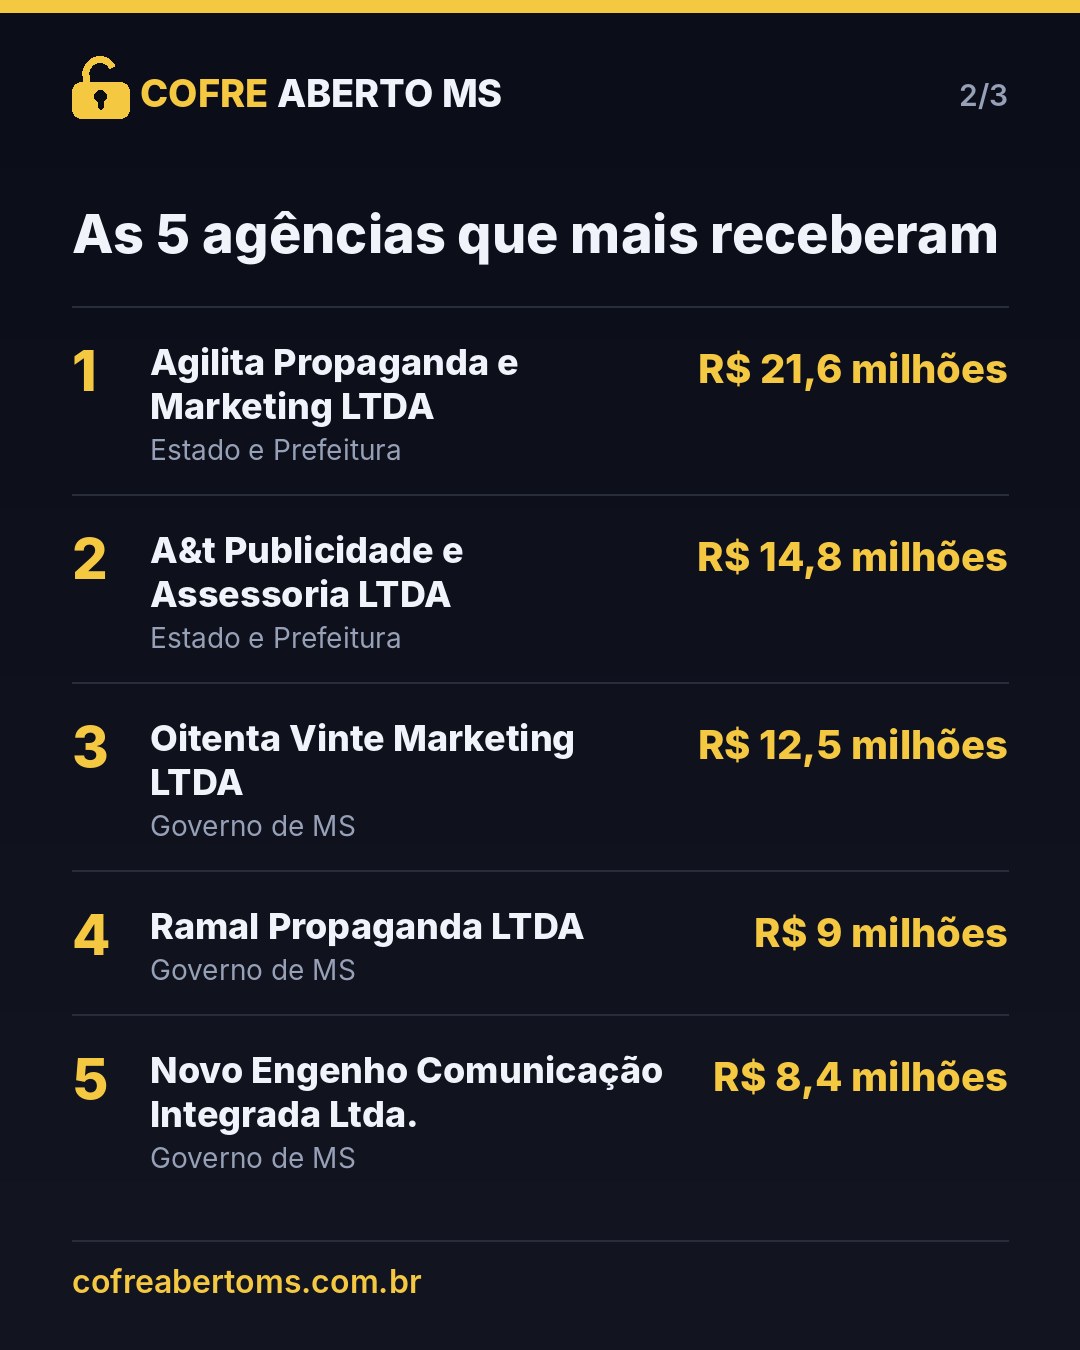 COFRE ABERTO MS
2/3
As 5 agências que mais receberam
1
Agilita Propaganda e
Marketing LTDA
Estado e Prefeitura
R$ 21,6 milhões
2
A&t Publicidade e
Assessoria LTDA
Estado e Prefeitura
R$ 14,8 milhões
3
Oitenta Vinte Marketing
LTDA
Governo de MS
R$ 12,5 milhões
4
Ramal Propaganda LTDA
Governo de MS
R$ 9 milhões
5
Novo Engenho Comunicação
Integrada Ltda.
Governo de MS
R$ 8,4 milhões
cofreabertoms.com.br